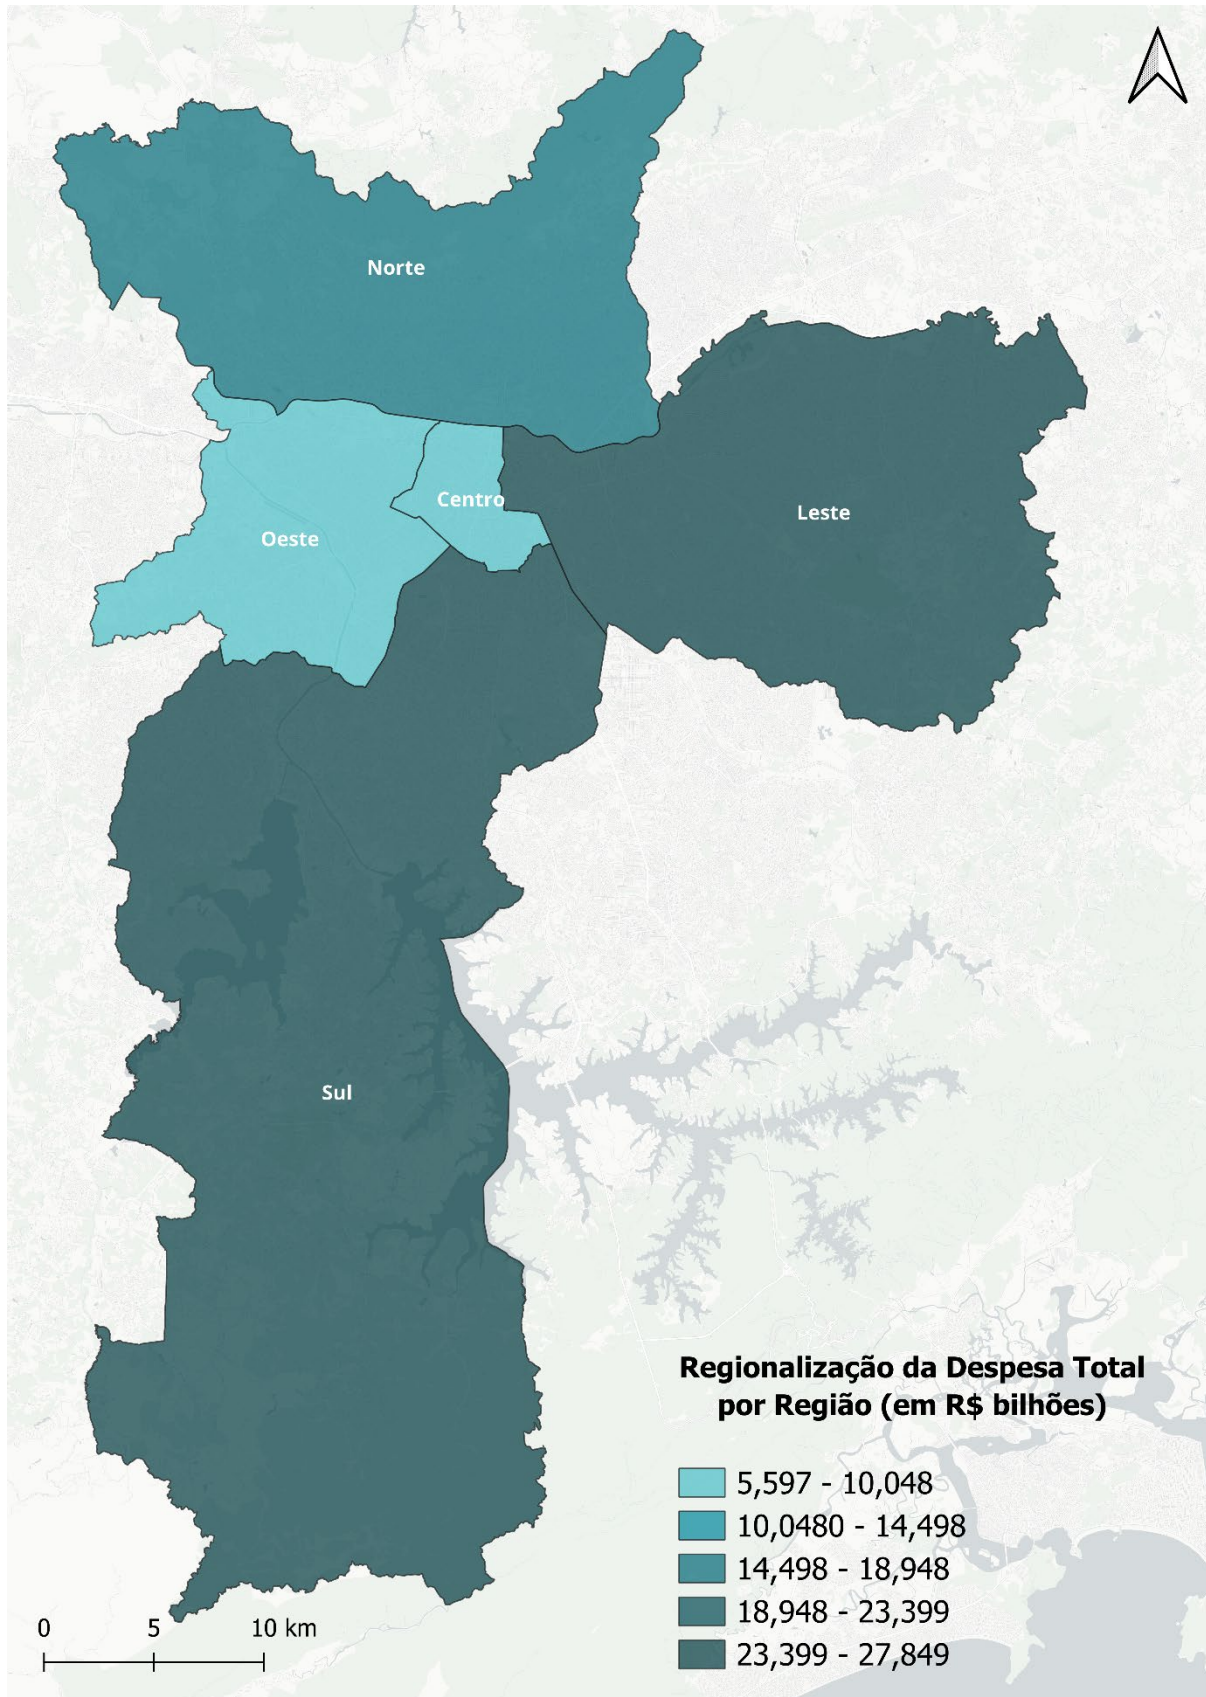 Norte
Centro
Leste
Oeste
Sul
Regionalização da Despesa Total
por Região (em R$ bilhões)
5,597 - 10,048
10,0480 - 14,498
14,498 - 18,948
18,948 - 23,399
23,399 - 27,849
0 5 10 km